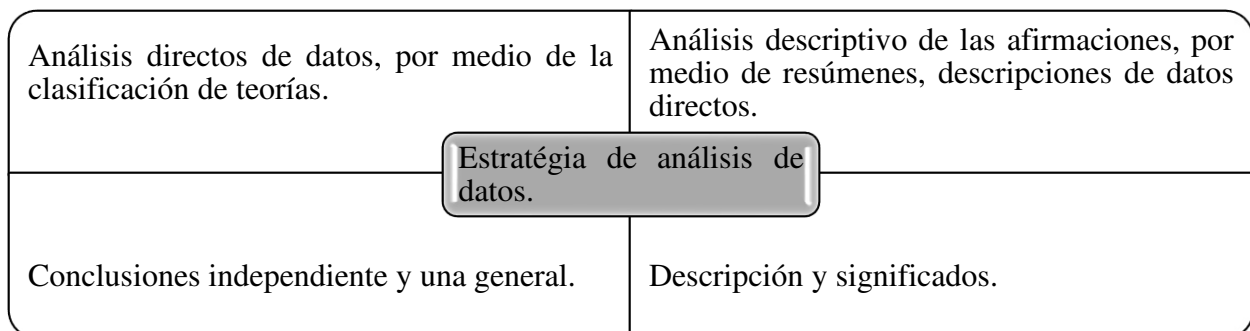 Análisis directos de datos, por medio de la
clasificación de teorías.
Análisis descriptivo de las afirmaciones, por
medio de resúmenes, descripciones de datos
directos.
Estratégia de análisis de
datos.
Conclusiones independiente y una general.
Descripción y significados.